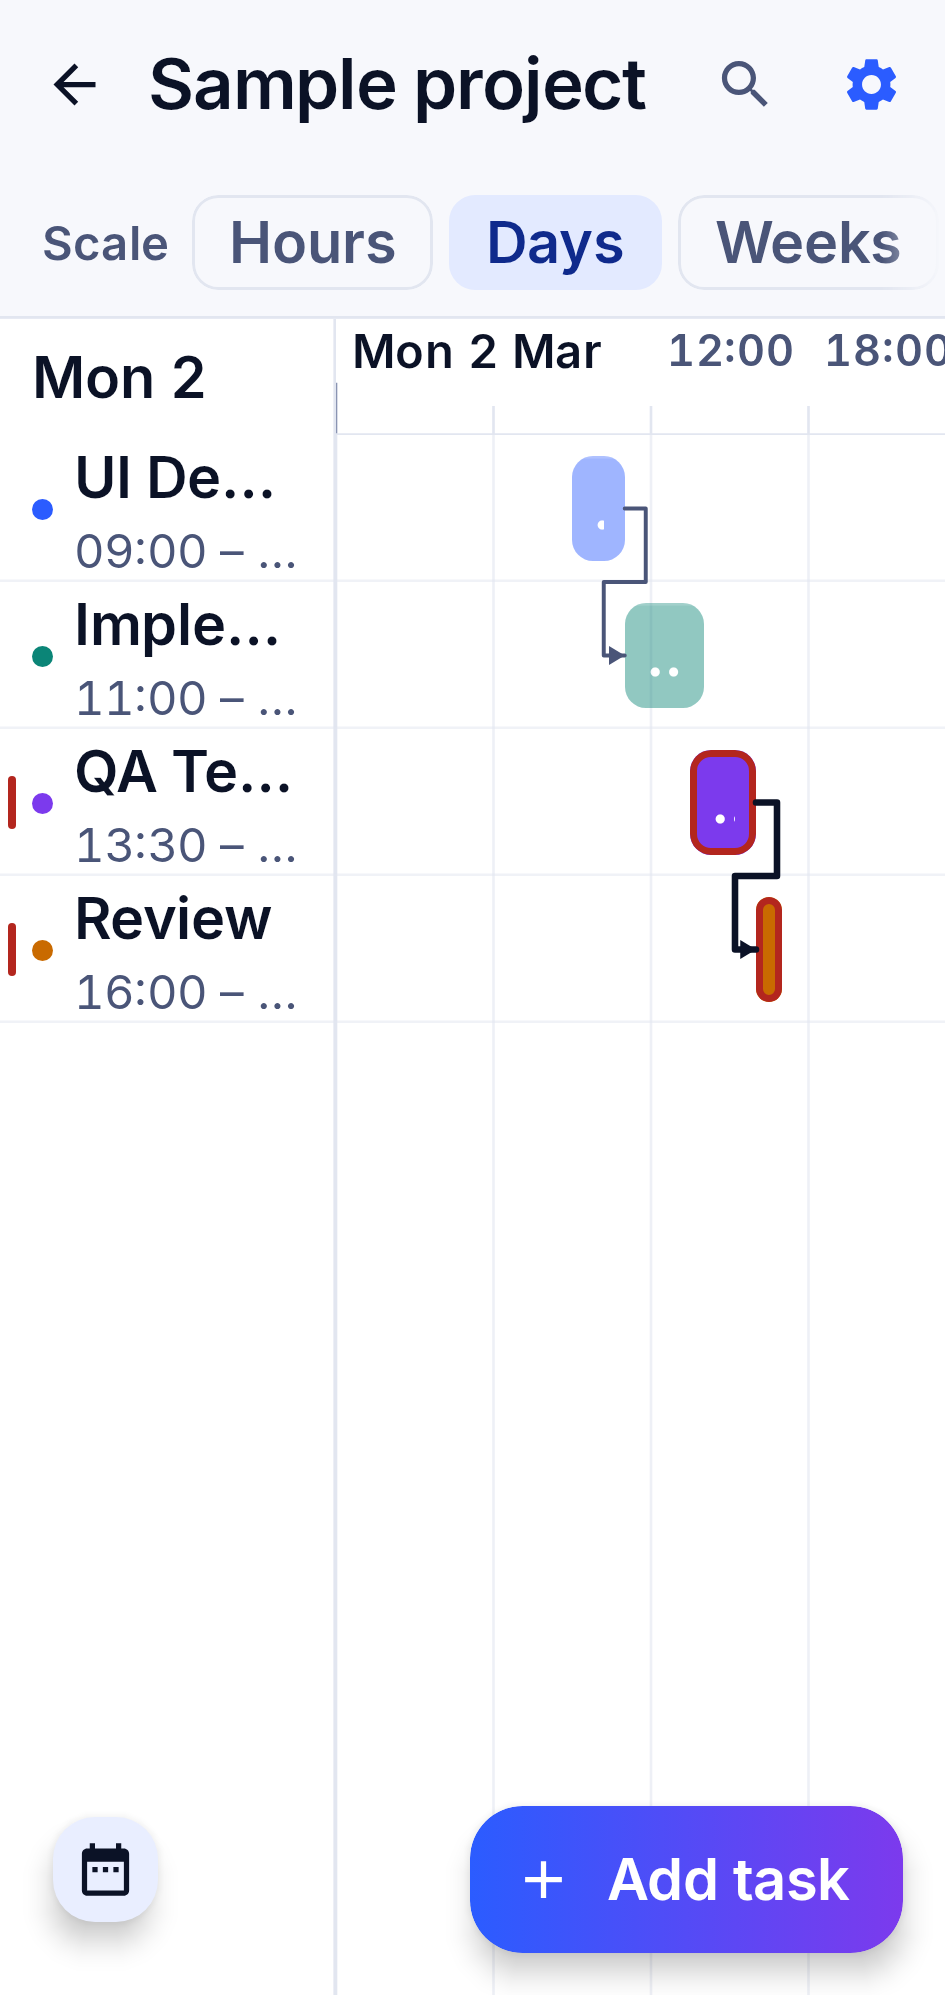 Sample project
Scale Hours Days Weeks
Mon 2
Mon 2 Mar 12:00 18:00
UI De...
09:00 – ...
Imple...
11:00 – ...
QA Te...
13:30 – ...
Review
16:00 – ...
Add task